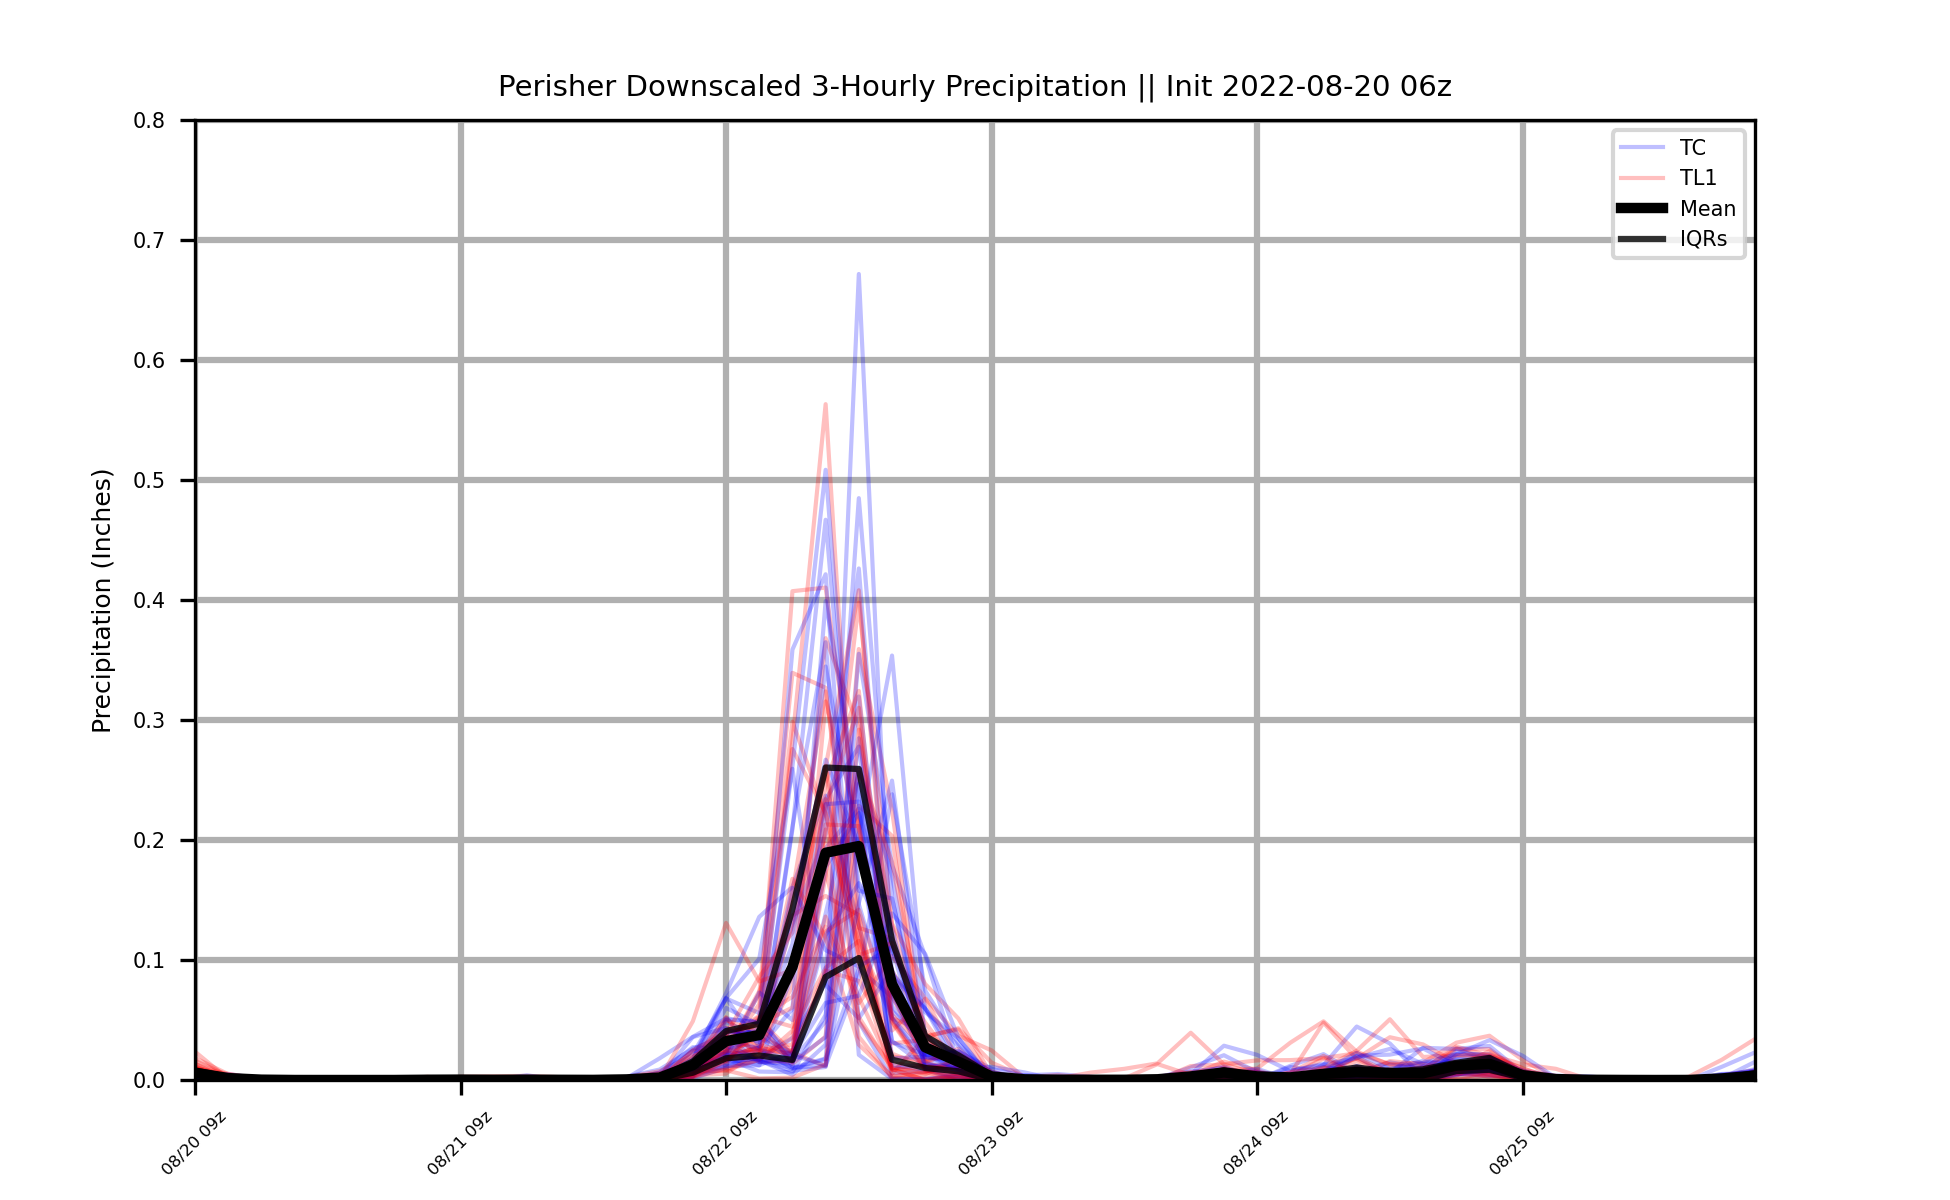 Perisher Downscaled 3-Hourly Precipitation || Init 2022-08-20 06z
Precipitation (Inches)
0.8
0.7
0.6
0.5
0.4
0.3
0.2
0.1
0.0
TC
TL1
Mean
IQRs
08/20 09z
08/21 09z
08/22 09z
08/23 09z
08/24 09z
08/25 09z